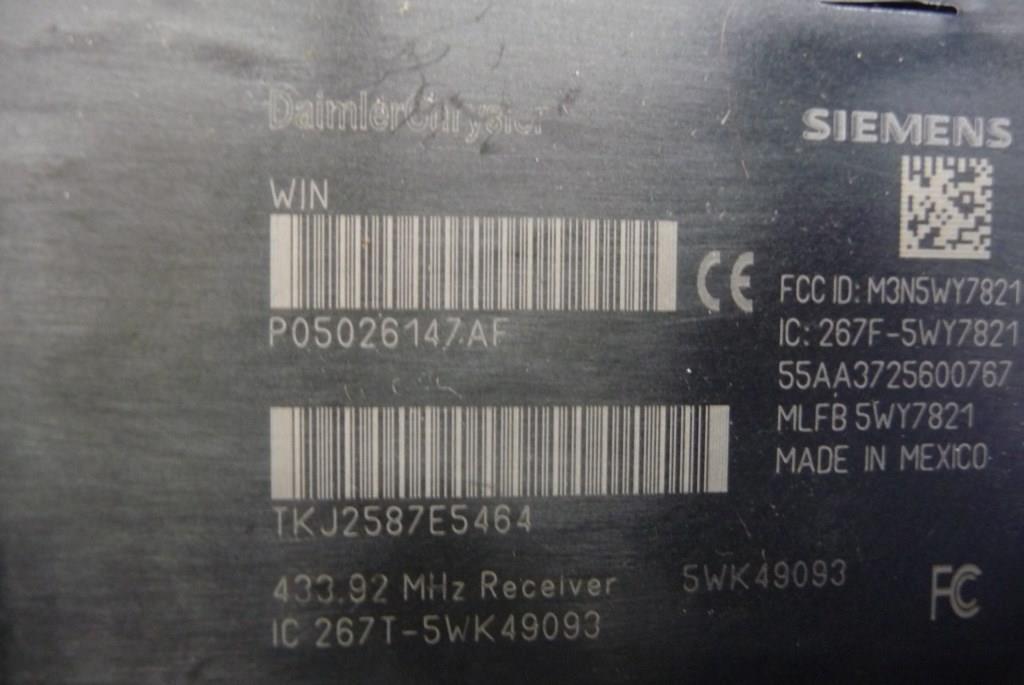 DaimlerChrysler
SIEMENS
WIN
P05026147AF
CE
FCC ID: M3N5WY7821
IC: 267F-5WY7821
55AA3725600767
MLFB 5WY7821
MADE IN MEXICO
TKJ2587E5464
433.92 MHz Receiver
5WK49093
IC 267T-5WK49093
FC